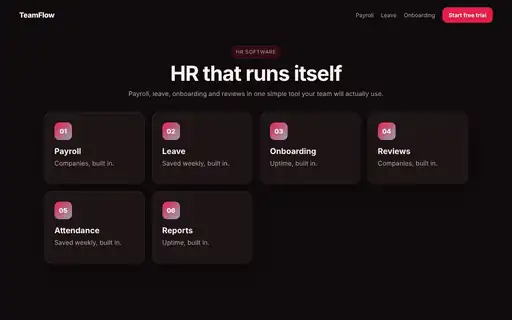 TeamFlow
Payroll Leave Onboarding Start free trial
HR SOFTWARE
HR that runs itself
Payroll, leave, onboarding and reviews in one simple tool your team will actually use.
01
Payroll
Companies, built in.
02
Leave
Saved weekly, built in.
03
Onboarding
Uptime, built in.
04
Reviews
Companies, built in.
05
Attendance
Saved weekly, built in.
06
Reports
Uptime, built in.